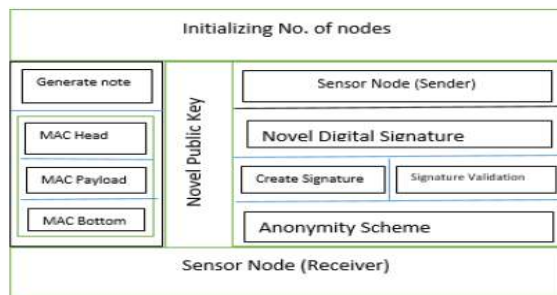 Initializing No. of nodes
Generate note
MAC Head
MAC Payload
MAC Bottom
Novel Public Key
Sensor Node (Sender)
Novel Digital Signature
Create Signature
Signature Validation
Anonymity Scheme
Sensor Node (Receiver)